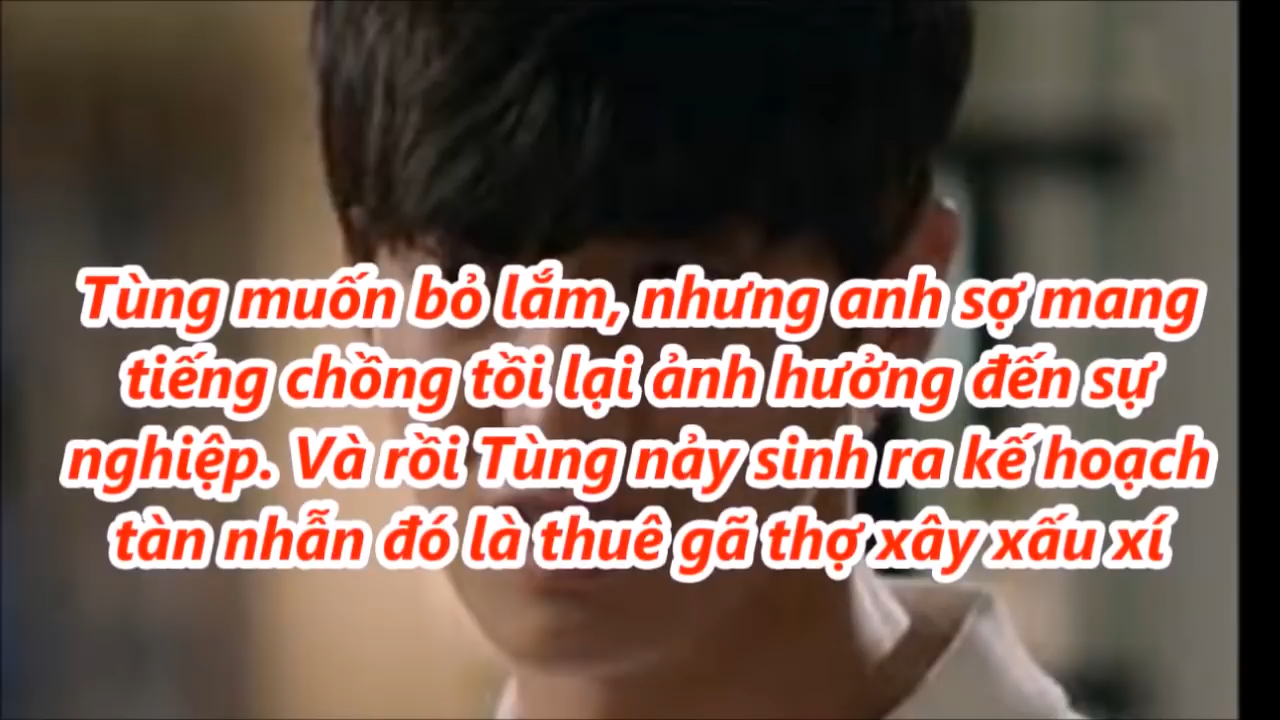 Tùng muốn bỏ lắm, nhưng anh sợ mang
tiếng chồng tồi lại ảnh hưởng đến sự
nghiệp. Và rồi Tùng nảy sinh ra kế hoạch
tàn nhẫn đó là thuê gã thợ xây xấu xí